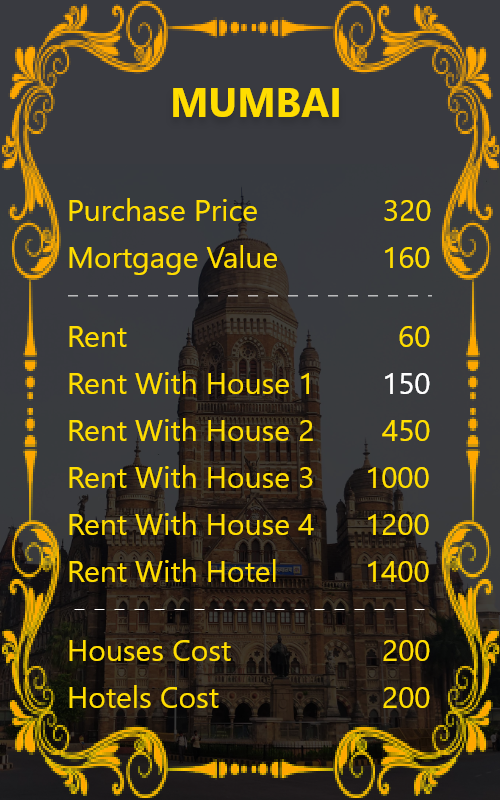 MUMBAI
Purchase Price 320
Mortgage Value 160
Rent 60
Rent With House 1 150
Rent With House 2 450
Rent With House 3 1000
Rent With House 4 1200
Rent With Hotel 1400
Houses Cost 200
Hotels Cost 200